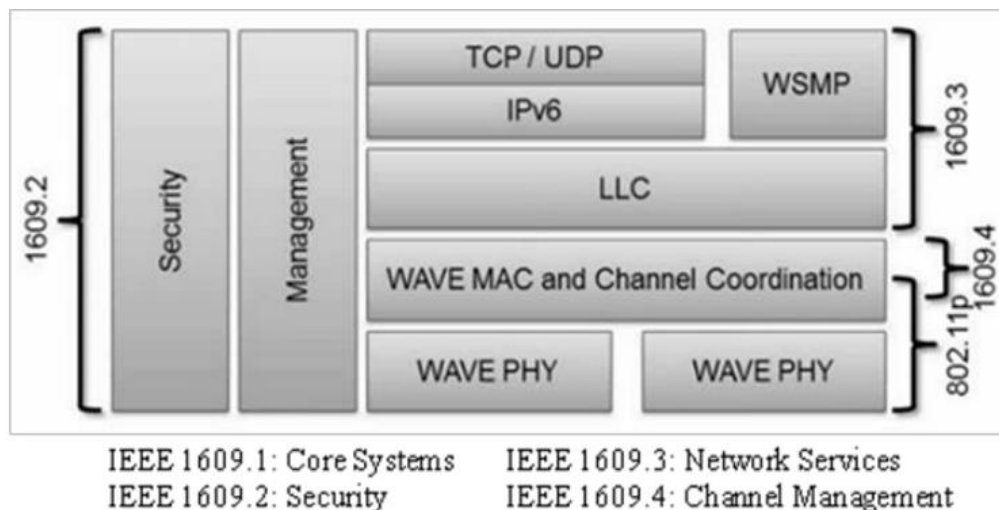 1609.2
Security
Management
TCP / UDP
IPv6
WSMP
LLC
WAVE MAC and Channel Coordination
WAVE PHY
WAVE PHY
1609.3
1609.4
802.11p
IEEE 1609.1: Core Systems
IEEE 1609.3: Network Services
IEEE 1609.2: Security
IEEE 1609.4: Channel Management